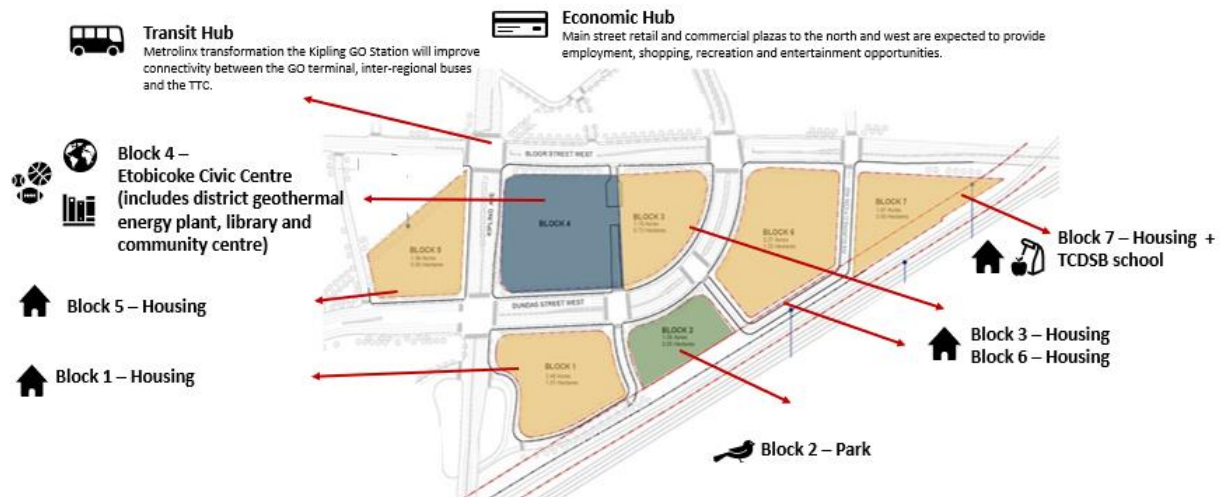 Transit Hub
Metrolinx transformation the Kipling GO Station will improve
connectivity between the GO terminal, inter-regional buses
and the TTC.
Economic Hub
Main street retail and commercial plazas to the north and west are expected to provide
employment, shopping, recreation and entertainment opportunities.
Block 4 –
Etobicoke Civic Centre
(includes district geothermal
energy plant, library and
community centre)
Block 5 – Housing
Block 1 – Housing
BLOOR STREET WEST
KIPLING AVE
DUNDAS STREET WEST
BLOCK 5
BLOCK 4
BLOCK 3
BLOCK 6
BLOCK 7
BLOCK 1
BLOCK 2
Block 7 – Housing +
TCDSB school
Block 3 – Housing
Block 6 – Housing
Block 2 – Park